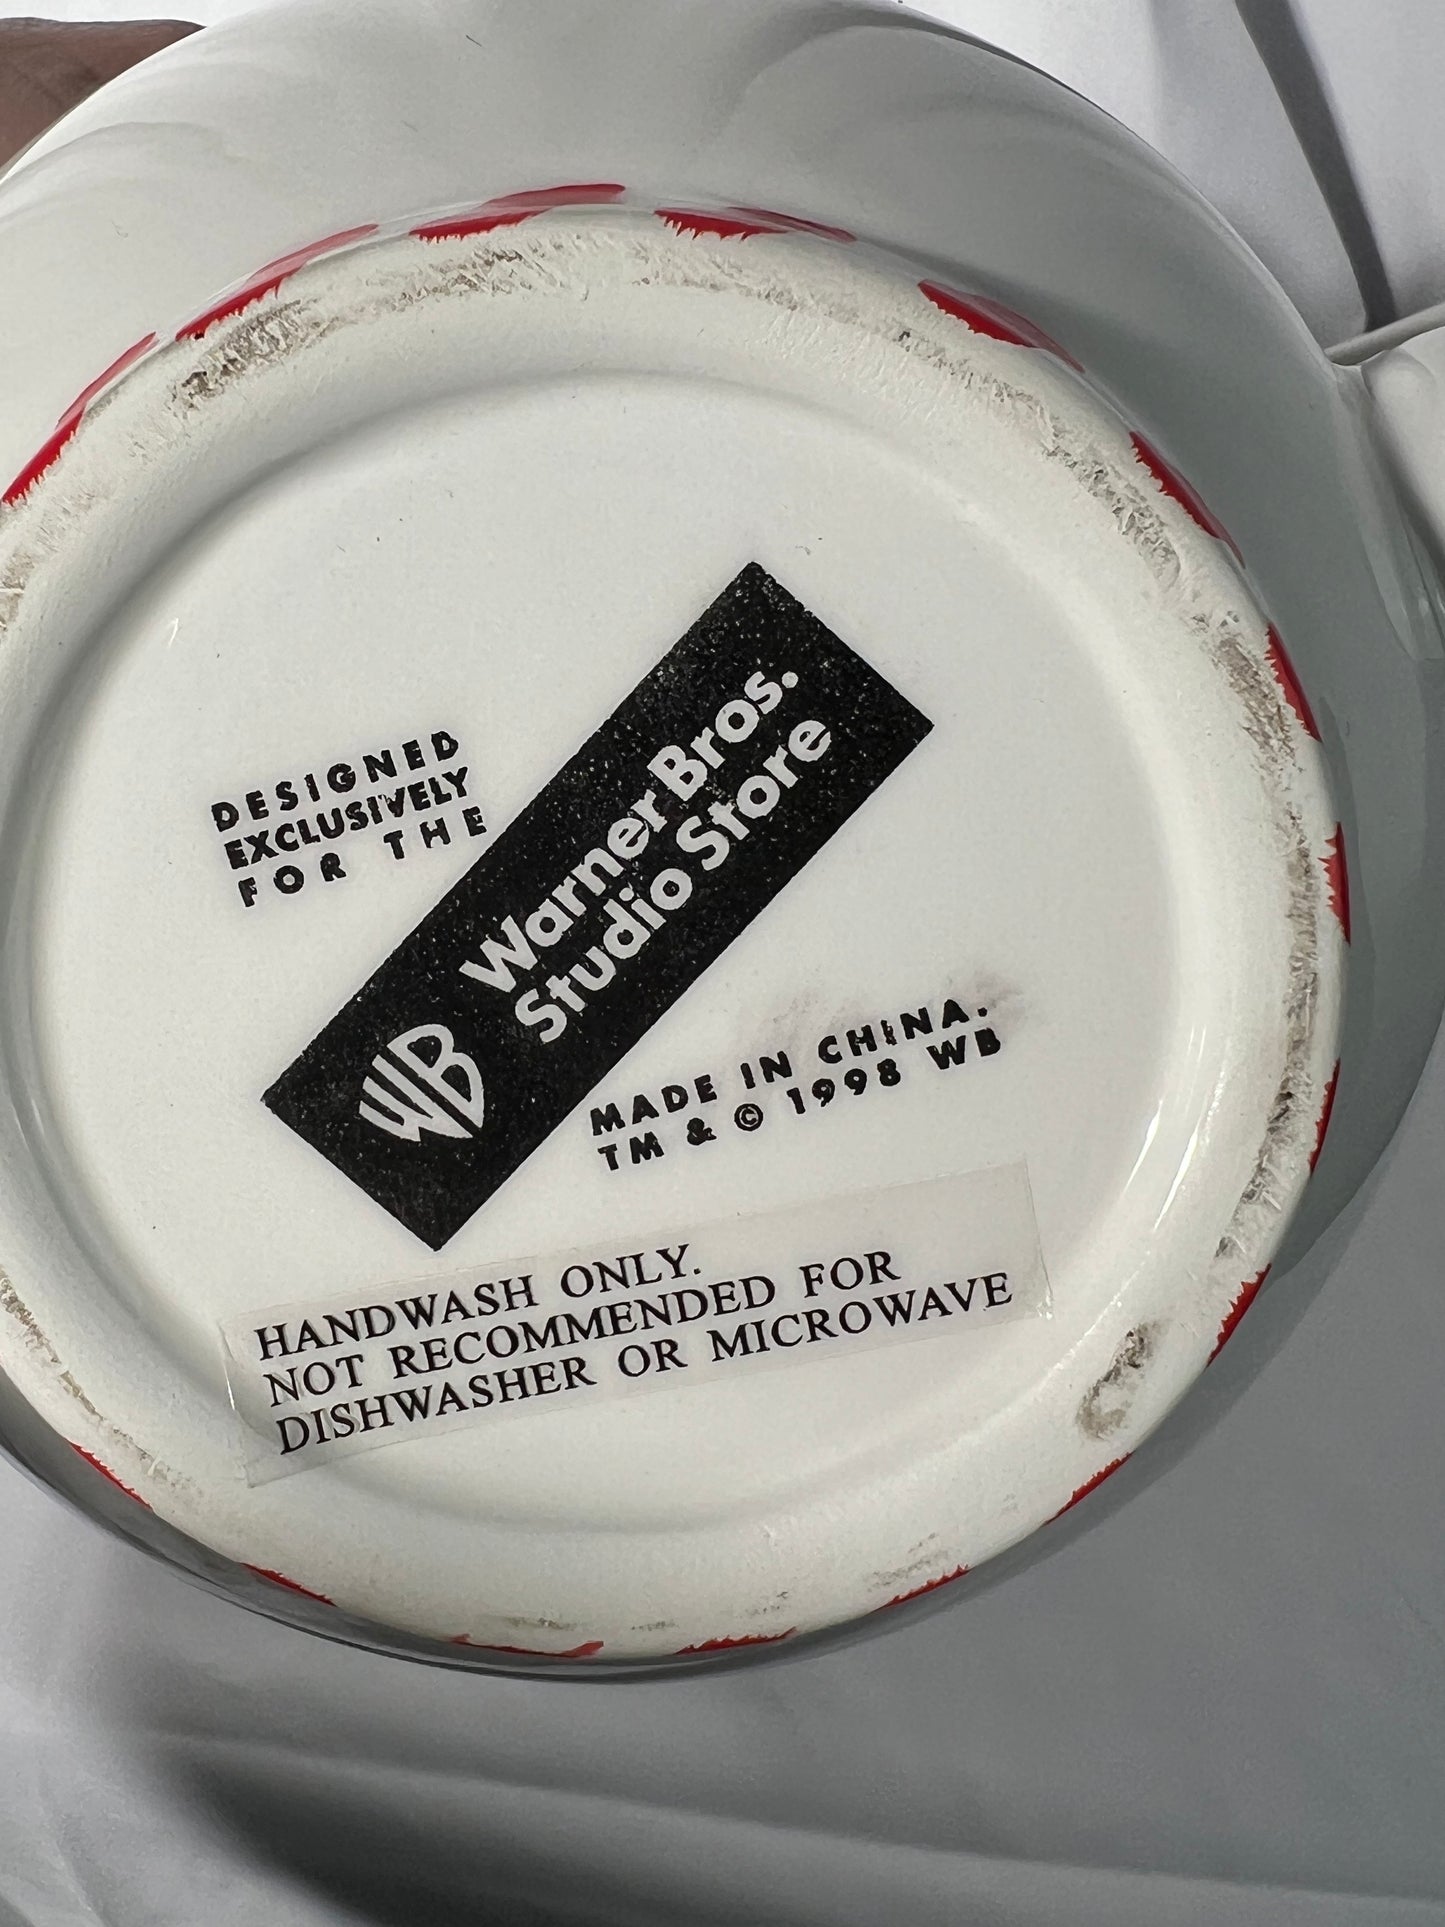 DESIGNED
EXCLUSIVELY
FOR THE
WB
Warner Bros.
Studio Store
MADE IN CHINA.
TM & © 1998 WB
HANDWASH ONLY.
NOT RECOMMENDED FOR
DISHWASHER OR MICROWAVE